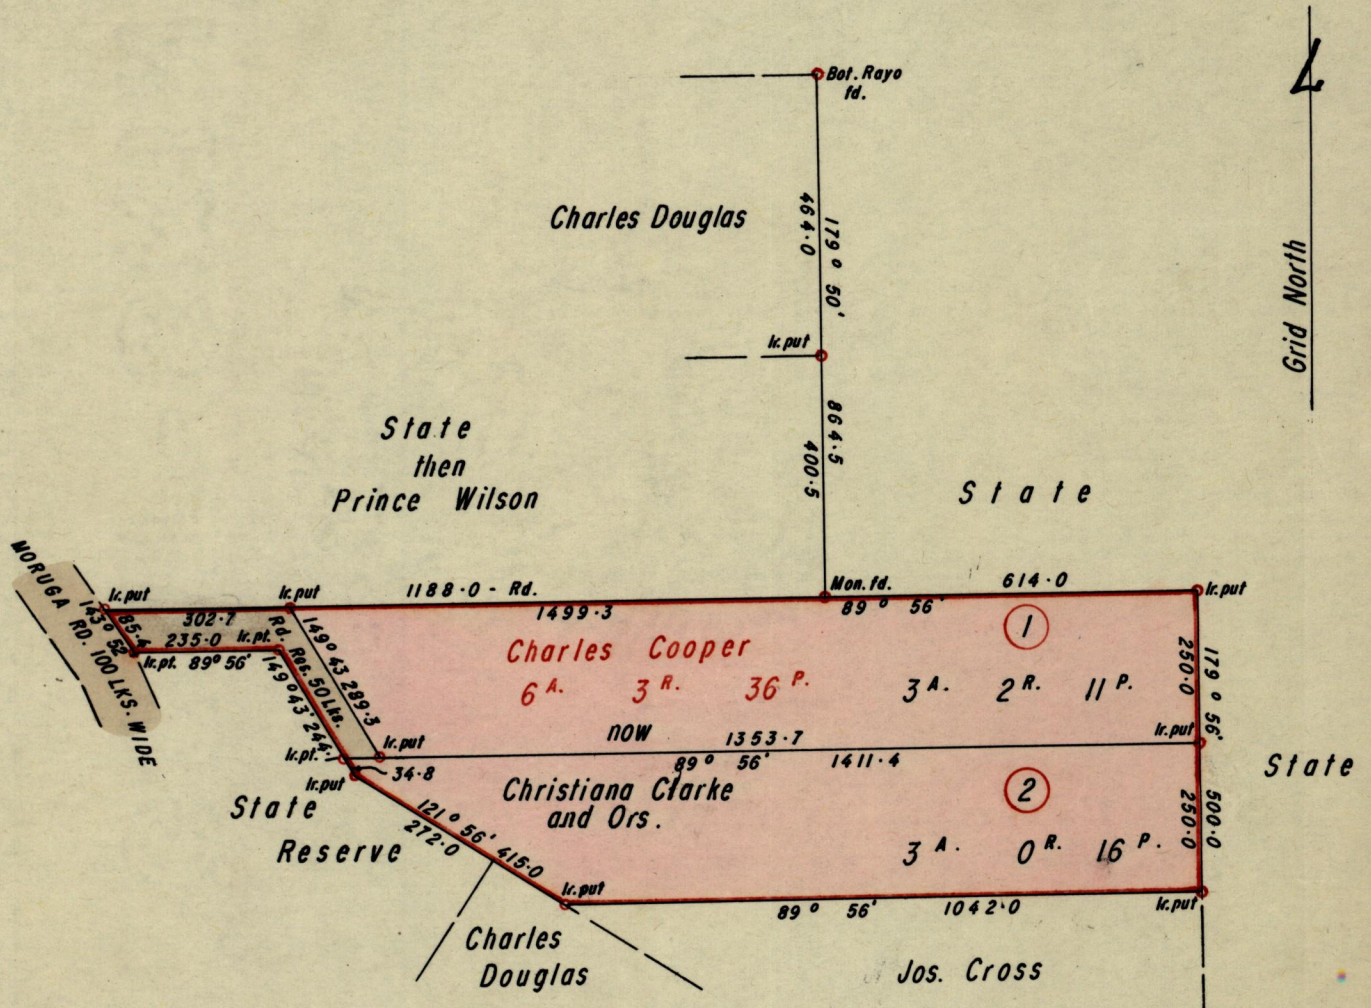 Bot. Rayo
fd.
Charles Douglas
464·0
179° 50'
Ir. put
864·5
400·5
Grid North
State
then
Prince Wilson
State
MORUGA RD. 100 LKS. WIDE
143° 52'
85·4
Ir. put
302·7
235·0
Ir. pt.
Ir. pt. 89° 56'
Ir. put
1188·0 - Rd.
1499·3
Mon. fd.
89° 56'
614·0
Ir. put
Rd. Res. 50 Lks.
149° 43' 289·3
149° 43' 244·1
Charles Cooper
6 A. 3 R. 36 P.
1
3 A. 2 R. 11 P.
250·0
179° 56'
now
1353·7
Ir. put
Ir. put
89° 56' 1411·4
Ir. pt.
34·8
Ir. put
Christiana Clarke
and Ors.
2
3 A. 0 R. 16 P.
250·0
500·0
State
State
Reserve
121° 56' 415·0
272·0
Ir. put
89° 56' 1042·0
Ir. put
Charles
Douglas
Jos. Cross